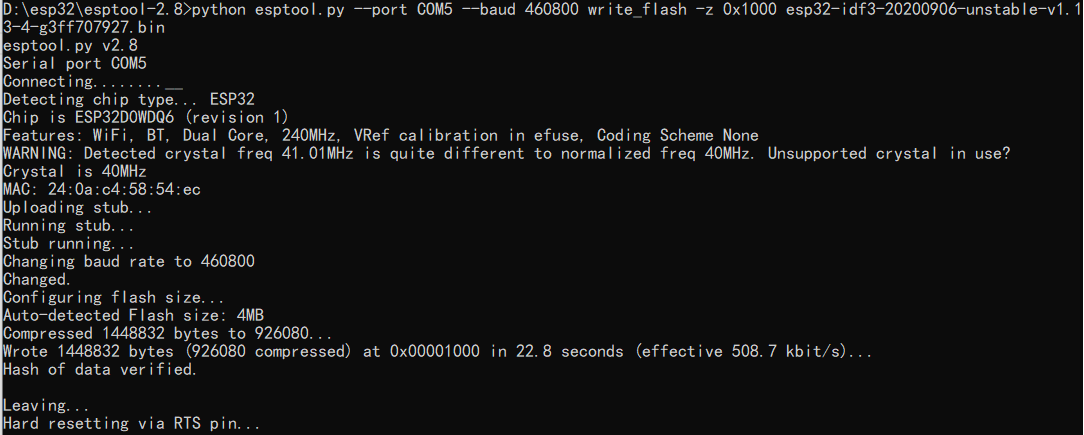 D:\esp32\esptool-2.8>python esptool.py --port COM5 --baud 460800 write_flash -z 0x1000 esp32-idf3-20200906-unstable-v1.1
3-4-g3ff707927.bin
esptool.py v2.8
Serial port COM5
Connecting........__
Detecting chip type... ESP32
Chip is ESP32D0WDQ6 (revision 1)
Features: WiFi, BT, Dual Core, 240MHz, VRef calibration in efuse, Coding Scheme None
WARNING: Detected crystal freq 41.01MHz is quite different to normalized freq 40MHz. Unsupported crystal in use?
Crystal is 40MHz
MAC: 24:0a:c4:58:54:ec
Uploading stub...
Running stub...
Stub running...
Changing baud rate to 460800
Changed.
Configuring flash size...
Auto-detected Flash size: 4MB
Compressed 1448832 bytes to 926080...
Wrote 1448832 bytes (926080 compressed) at 0x00001000 in 22.8 seconds (effective 508.7 kbit/s)...
Hash of data verified.

Leaving...
Hard resetting via RTS pin...